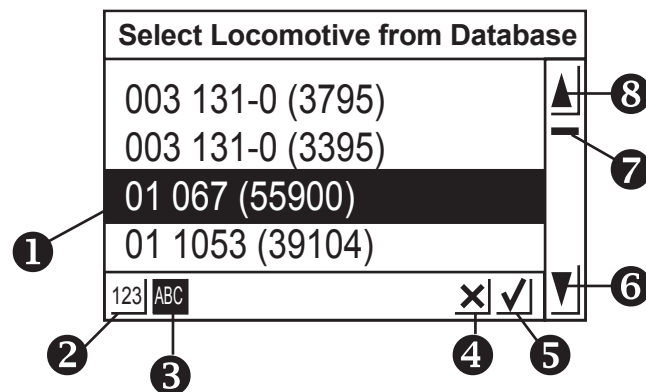 Select Locomotive from Database
003 131-0 (3795)
003 131-0 (3395)
01 067 (55900)
01 1053 (39104)
123 ABC
1
2
3
4
5
6
7
8